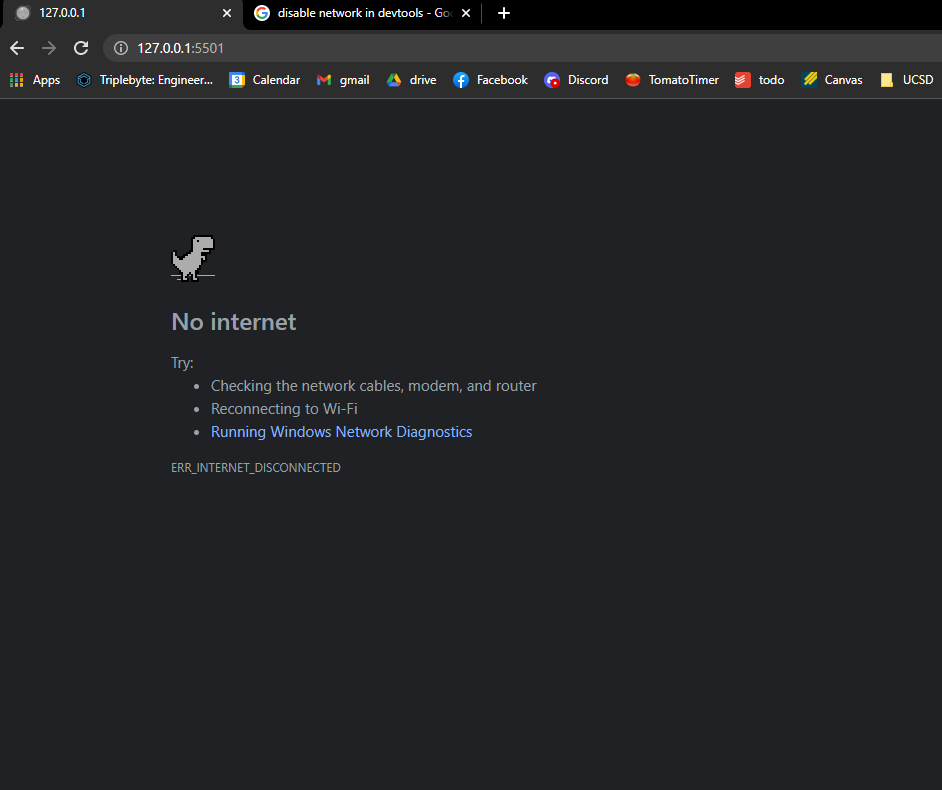 127.0.0.1
disable network in devtools - Go
127.0.0.1:5501
Apps Triplebyte: Engineer... 3 Calendar gmail drive Facebook Discord TomatoTimer todo Canvas UCSD
No internet
Try:
• Checking the network cables, modem, and router
• Reconnecting to Wi-Fi
• Running Windows Network Diagnostics
ERR_INTERNET_DISCONNECTED